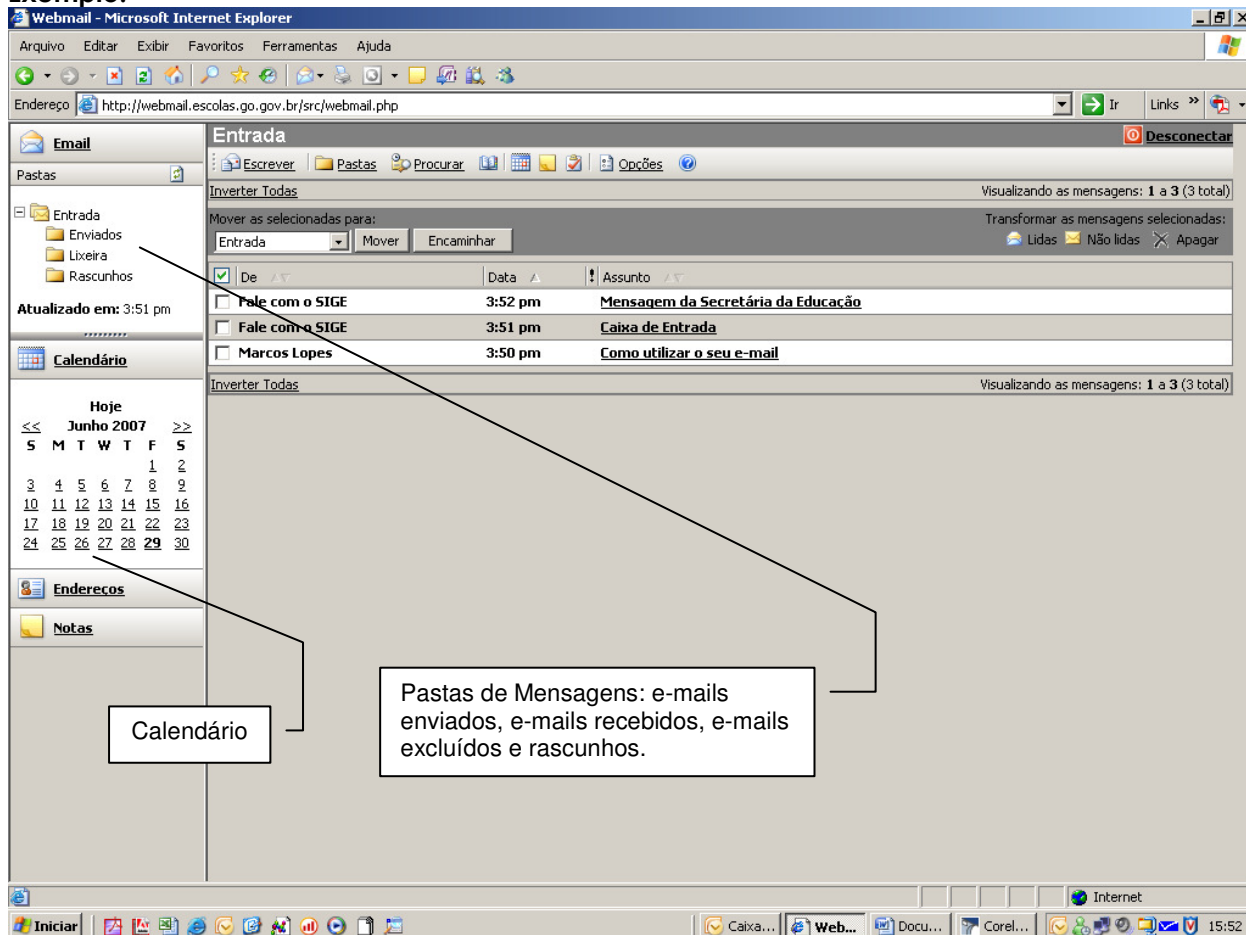 Exemplo:
Webmail - Microsoft Internet Explorer
Arquivo Editar Exibir Favoritos Ferramentas Ajuda
Endereço http://webmail.escolas.go.gov.br/src/webmail.php Ir Links »
Email
Pastas
Entrada
Enviados
Lixeira
Rascunhos
Atualizado em: 3:51 pm
Calendário
Hoje
<< Junho 2007 >>
S M T W T F S
1 2
3 4 5 6 7 8 9
10 11 12 13 14 15 16
17 18 19 20 21 22 23
24 25 26 27 28 29 30
Endereços
Notas
Entrada Desconectar
Escrever Pastas Procurar Opções
Inverter Todas Visualizando as mensagens: 1 a 3 (3 total)
Mover as selecionadas para: Transformar as mensagens selecionadas:
Entrada Mover Encaminhar Lidas Não lidas Apagar
De Data ! Assunto
Fale com o SIGE 3:52 pm Mensagem da Secretária da Educação
Fale com o SIGE 3:51 pm Caixa de Entrada
Marcos Lopes 3:50 pm Como utilizar o seu e-mail
Inverter Todas Visualizando as mensagens: 1 a 3 (3 total)
Calendário
Pastas de Mensagens: e-mails
enviados, e-mails recebidos, e-mails
excluídos e rascunhos.
Internet
Iniciar Caixa... Web... Docu... Corel... 15:52